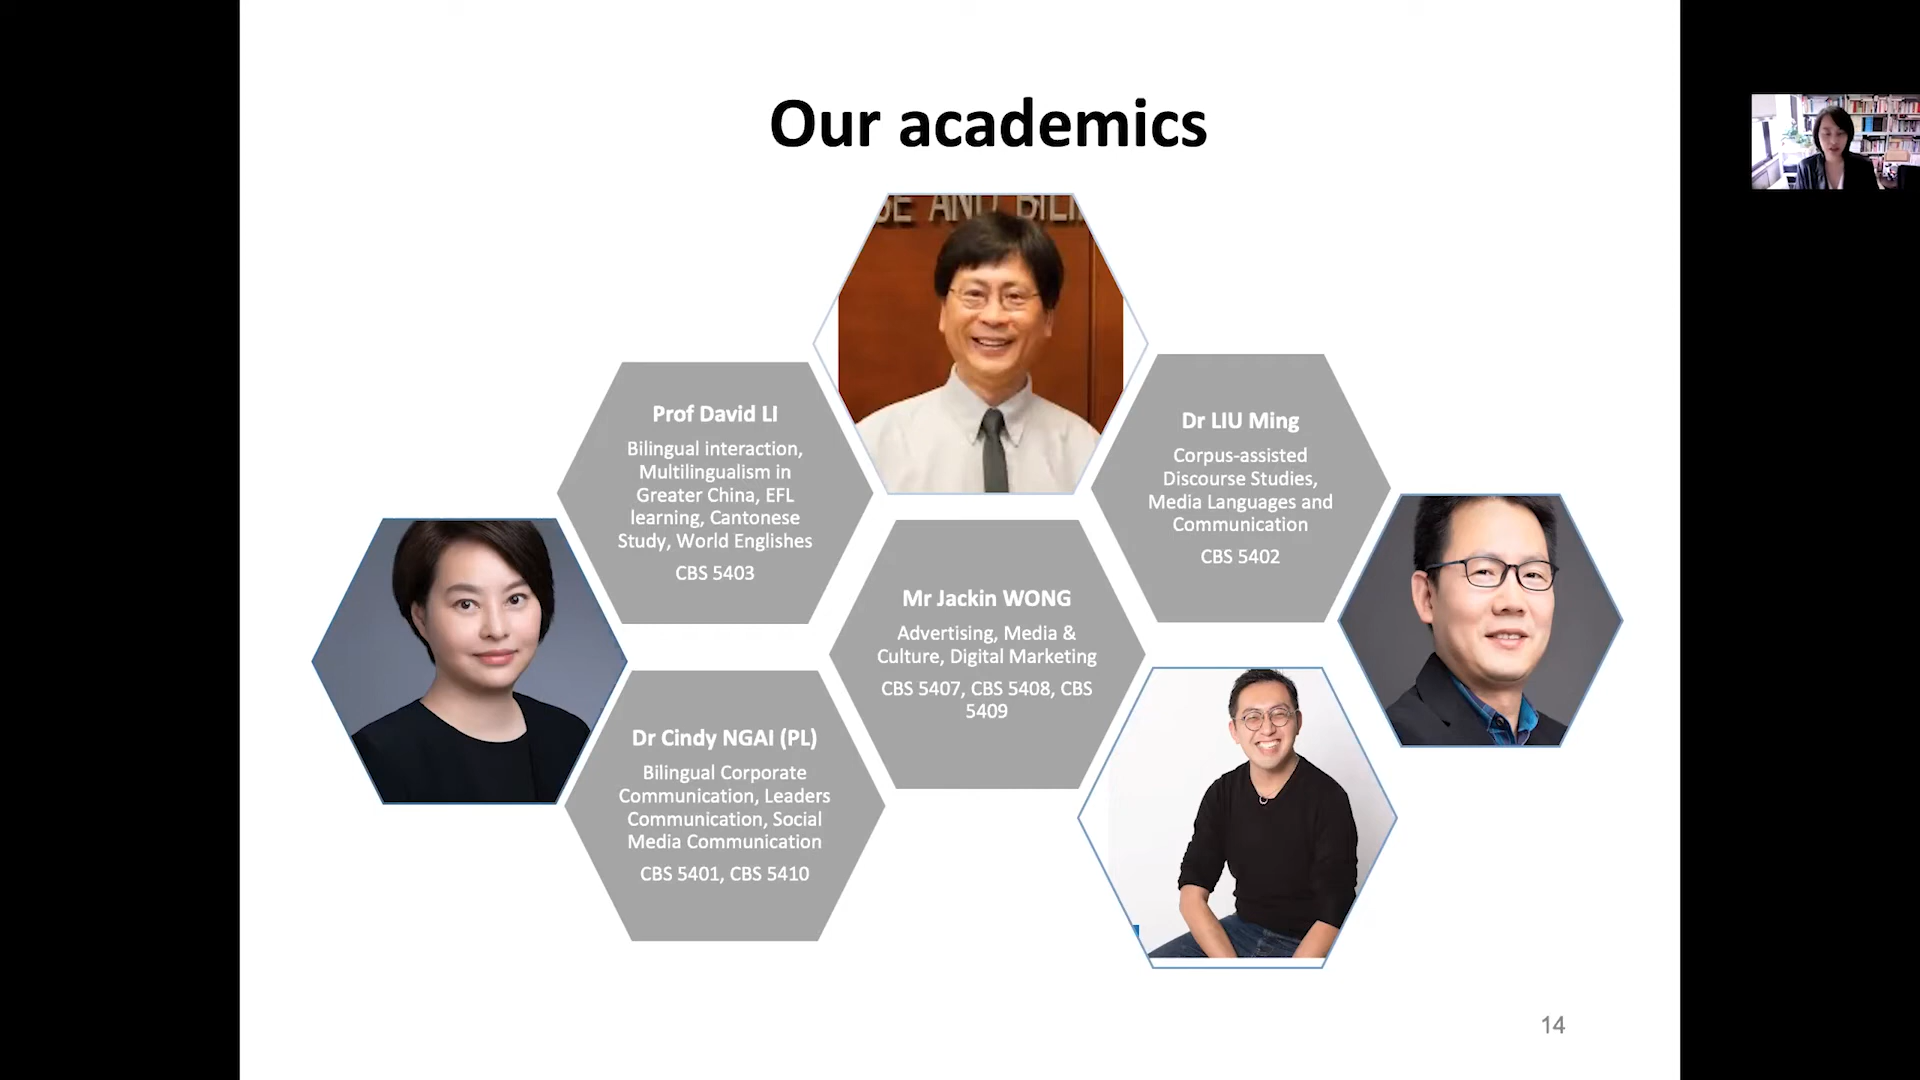 Our academics
SE AND BILI
Prof David LI
Bilingual interaction,
Multilingualism in
Greater China, EFL
learning, Cantonese
Study, World Englishes
CBS 5403
Dr LIU Ming
Corpus-assisted
Discourse Studies,
Media Languages and
Communication
CBS 5402
Mr Jackin WONG
Advertising, Media &
Culture, Digital Marketing
CBS 5407, CBS 5408, CBS
5409
Dr Cindy NGAI (PL)
Bilingual Corporate
Communication, Leaders
Communication, Social
Media Communication
CBS 5401, CBS 5410
14